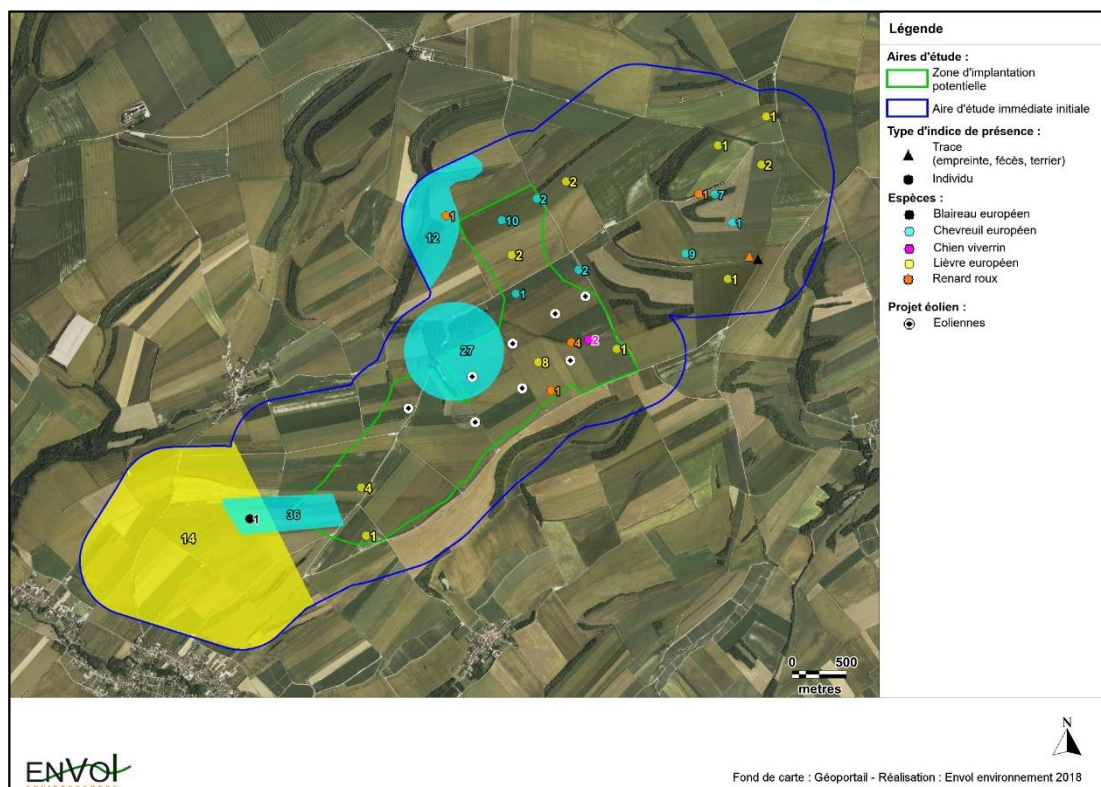 Légende
Aires d'étude :
Zone d'implantation
potentielle
Aire d'étude immédiate initiale
Type d'indice de présence :
Trace
(empreinte, fécès, terrier)
Individu
Espèces :
Blaireau européen
Chevreuil européen
Chien viverrin
Lièvre européen
Renard roux
Projet éolien :
Eoliennes
1
1
2
2
1
7
2
1
10
1
12
2
9
2
1
1
27
4
2
1
8
1
4
36
1
14
1
0 500
metres
N
ENVOl
Fond de carte : Géoportail - Réalisation : Envol environnement 2018